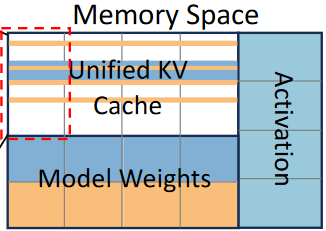 Memory Space
Unified KV
Cache
Model Weights
Activation